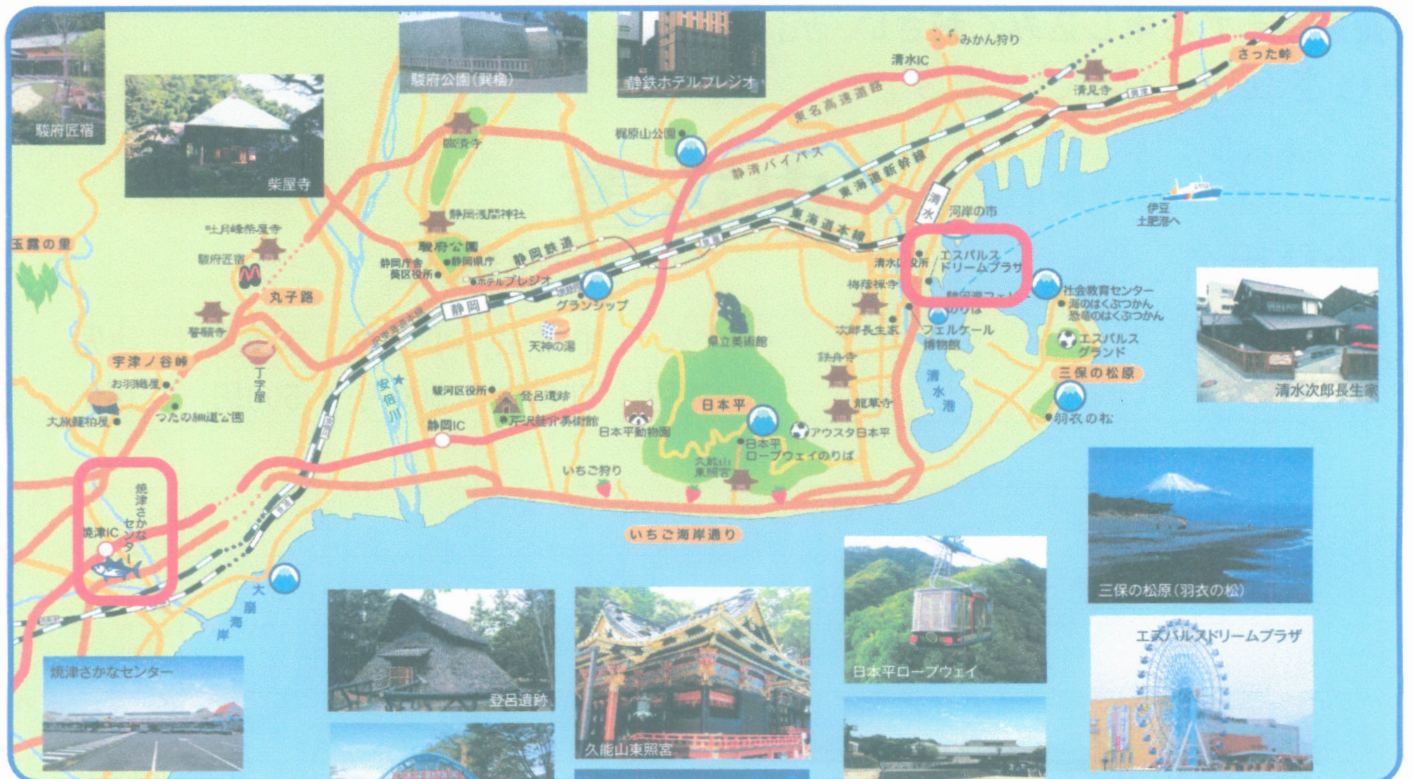 駿府匠宿
柴屋寺
駿府公園(巽櫓)
静鉄ホテルプレジオ
みかん狩り
清水IC
さった峠
清見寺
東名高速道路
梶原山公園
静清バイパス
東海道新幹線
臨済寺
静岡浅間神社
清水
河岸の市
伊豆
土肥港へ
東海道本線
玉露の里
吐月峰柴屋寺
駿府匠宿
丸子路
誓願寺
駿府公園
静岡庁舎
葵区役所
静岡県庁
静岡鉄道
ホテルプレジオ
静岡
グランシップ
清水区役所
エスパルス
ドリームプラザ
梅蔭禅寺
のりば
次郎長生家
フェルケール
博物館
社会教育センター
海のはくぶつかん
恐竜のはくぶつかん
エスパルス
グランド
三保の松原
羽衣の松
清水港
清水次郎長生家
宇津ノ谷峠
お羽織屋
丁字屋
大旅籠柏屋
つたの細道公園
安倍川
天神の湯
県立美術館
鉄舟寺
龍華寺
駿河区役所
登呂遺跡
芹沢銈介美術館
静岡IC
日本平動物園
日本平
日本平
ロープウェイのりば
アウスタ日本平
久能山
東照宮
いちご狩り
いちご海岸通り
焼津さかな
センター
焼津IC
大崩海岸
焼津さかなセンター
登呂遺跡
久能山東照宮
日本平ロープウェイ
三保の松原(羽衣の松)
エスパルスドリームプラザ